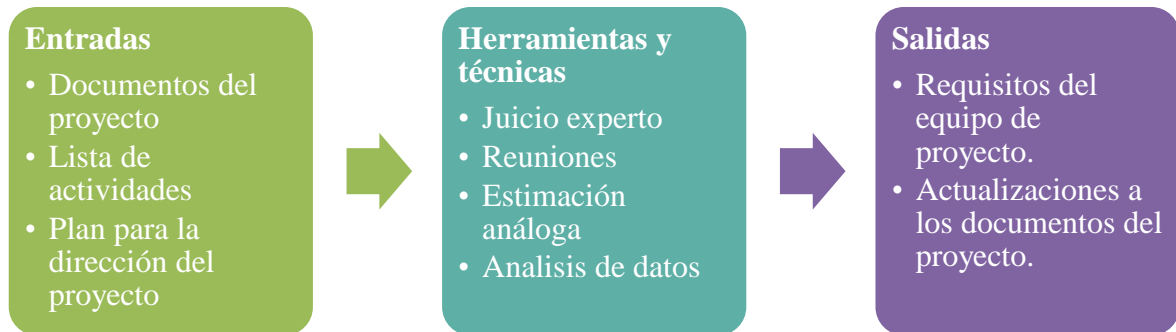 Entradas
• Documentos del
proyecto
• Lista de
actividades
• Plan para la
dirección del
proyecto
Herramientas y
técnicas
• Juicio experto
• Reuniones
• Estimación
análoga
• Analisis de datos
Salidas
• Requisitos del
equipo de
proyecto.
• Actualizaciones a
los documentos del
proyecto.